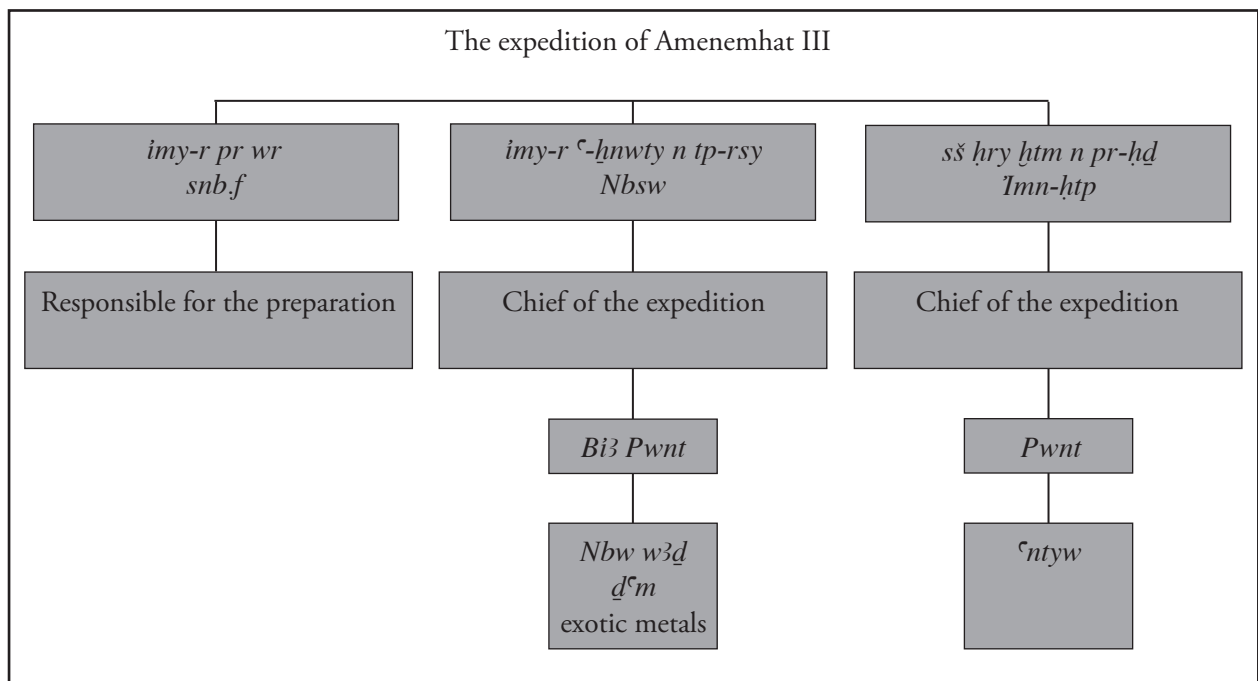 The expedition of Amenemhat III
ỉmy-r pr wr
snb.f
ỉmy-r ꜥ-ẖnwty n tp-rsy
Nbsw
sš ḥry ḫtm n pr-ḥḏ
Ỉmn-ḥtp
Responsible for the preparation
Chief of the expedition
Chief of the expedition
Biꜣ Pwnt
Pwnt
Nbw wꜣḏ
ḏꜥm
exotic metals
ꜥntyw